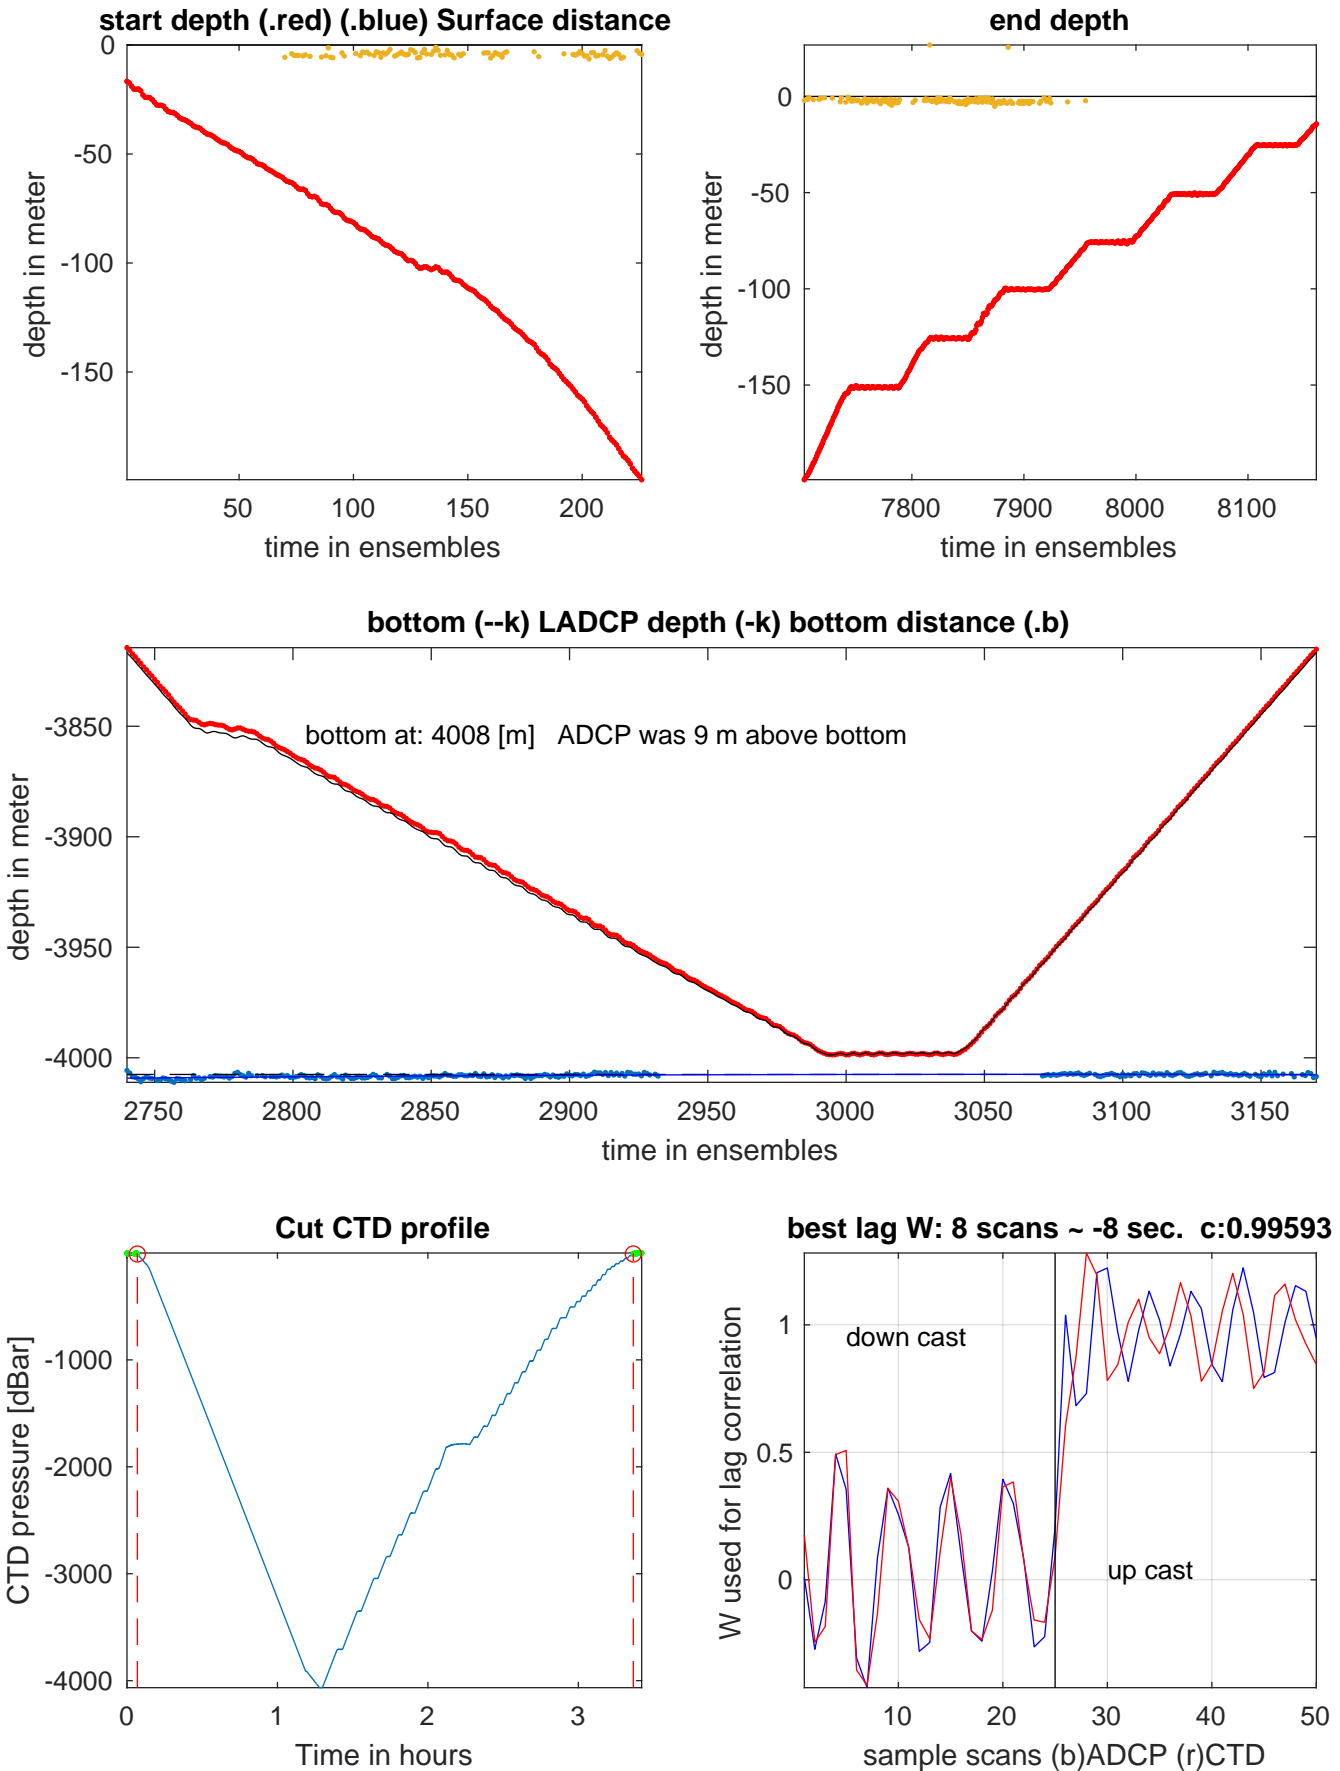 start depth (.red) (.blue) Surface distance
0
-50
-100
-150
depth in meter
50
100
150
200
time in ensembles
end depth
0
-50
-100
-150
depth in meter
7800
7900
8000
8100
time in ensembles
bottom (--k) LADCP depth (-k) bottom distance (.b)
bottom at: 4008 [m]   ADCP was 9 m above bottom
-3850
-3900
-3950
-4000
depth in meter
2750
2800
2850
2900
2950
3000
3050
3100
3150
time in ensembles
Cut CTD profile
-1000
-2000
-3000
-4000
CTD pressure [dBar]
0
1
2
3
Time in hours
best lag W: 8 scans ~ -8 sec.  c:0.99593
down cast
up cast
1
0.5
0
W used for lag correlation
10
20
30
40
50
sample scans (b)ADCP (r)CTD